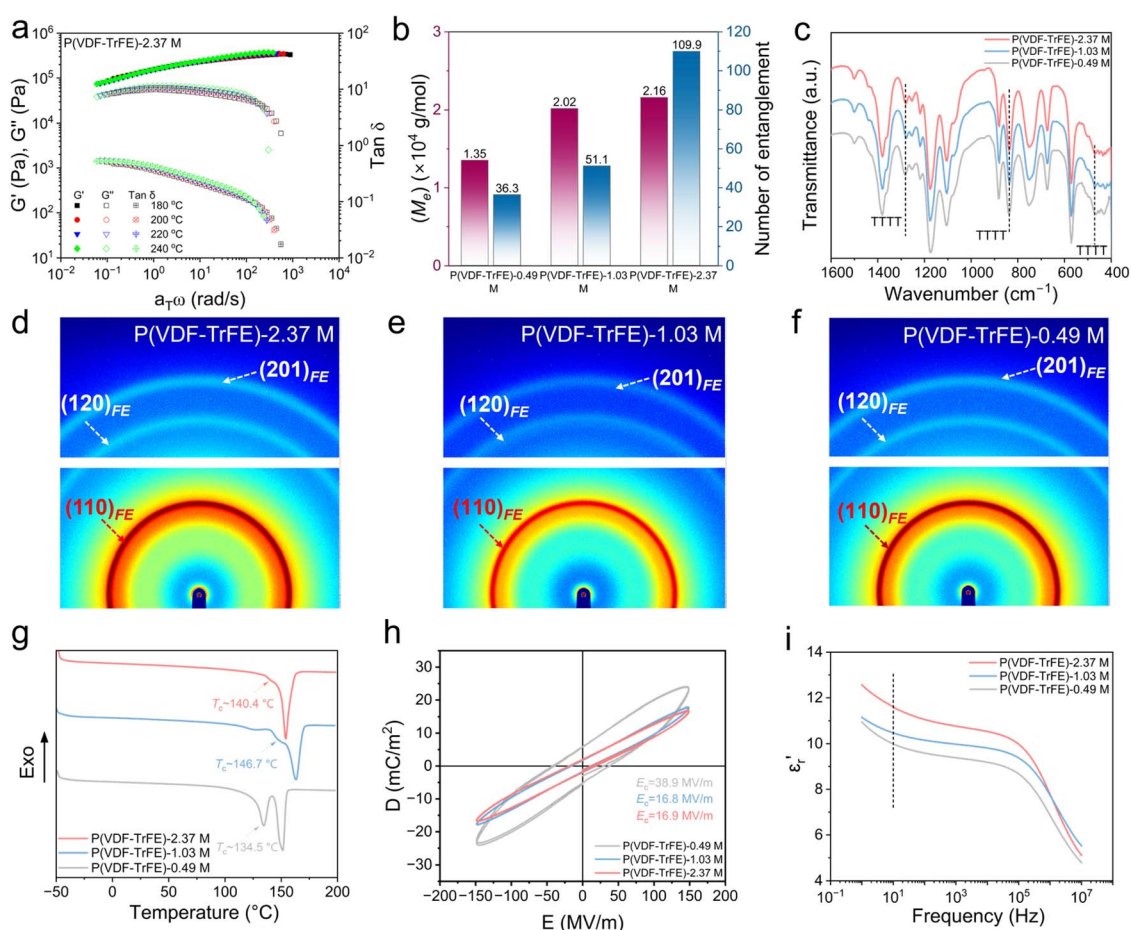 a
P(VDF-TrFE)-2.37 M
10⁶
10⁵
10⁴
10³
10²
10¹
G' (Pa), G'' (Pa)
10²
10¹
10⁰
10⁻¹
10⁻²
Tan δ
G' G'' Tan δ
180 °C
200 °C
220 °C
240 °C
10⁻² 10⁻¹ 10⁰ 10¹ 10² 10³ 10⁴
a_Tω (rad/s)
b
3
2
1
0
(M_e) (×10⁴ g/mol)
1.35
36.3
2.02
51.1
2.16
109.9
120
100
80
60
40
20
0
Number of entanglement
P(VDF-TrFE)-0.49 M
P(VDF-TrFE)-1.03 M
P(VDF-TrFE)-2.37 M
c
P(VDF-TrFE)-2.37 M
P(VDF-TrFE)-1.03 M
P(VDF-TrFE)-0.49 M
Transmittance (a.u.)
TTTT
TTTT
TTTT
1600 1400 1200 1000 800 600 400
Wavenumber (cm⁻¹)
d
P(VDF-TrFE)-2.37 M
(201)FE
(120)FE
(110)FE
e
P(VDF-TrFE)-1.03 M
(201)FE
(120)FE
(110)FE
f
P(VDF-TrFE)-0.49 M
(201)FE
(120)FE
(110)FE
g
Exo
T_c~140.4 °C
T_c~146.7 °C
T_c~134.5 °C
P(VDF-TrFE)-2.37 M
P(VDF-TrFE)-1.03 M
P(VDF-TrFE)-0.49 M
-50 0 50 100 150 200
Temperature (°C)
h
35
30
20
10
0
-10
-20
-30
-35
D (mC/m²)
E_c=38.9 MV/m
E_c=16.8 MV/m
E_c=16.9 MV/m
P(VDF-TrFE)-0.49 M
P(VDF-TrFE)-1.03 M
P(VDF-TrFE)-2.37 M
-200 -150 -100 -50 0 50 100 150 200
E (MV/m)
i
P(VDF-TrFE)-2.37 M
P(VDF-TrFE)-1.03 M
P(VDF-TrFE)-0.49 M
14
12
10
8
6
4
ε_r'
10⁻¹ 10¹ 10³ 10⁵ 10⁷
Frequency (Hz)